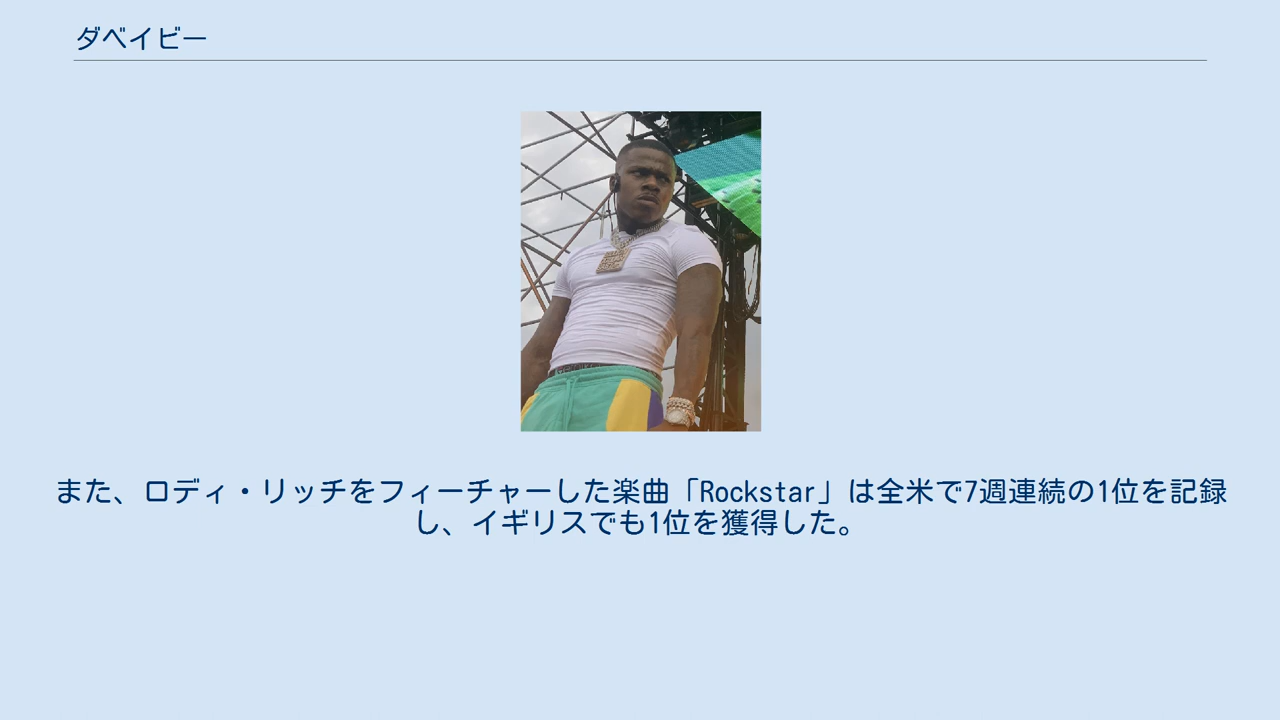 ダベイビー
また、ロディ・リッチをフィーチャーした楽曲「Rockstar」は全米で7週連続の1位を記録
し、イギリスでも1位を獲得した。